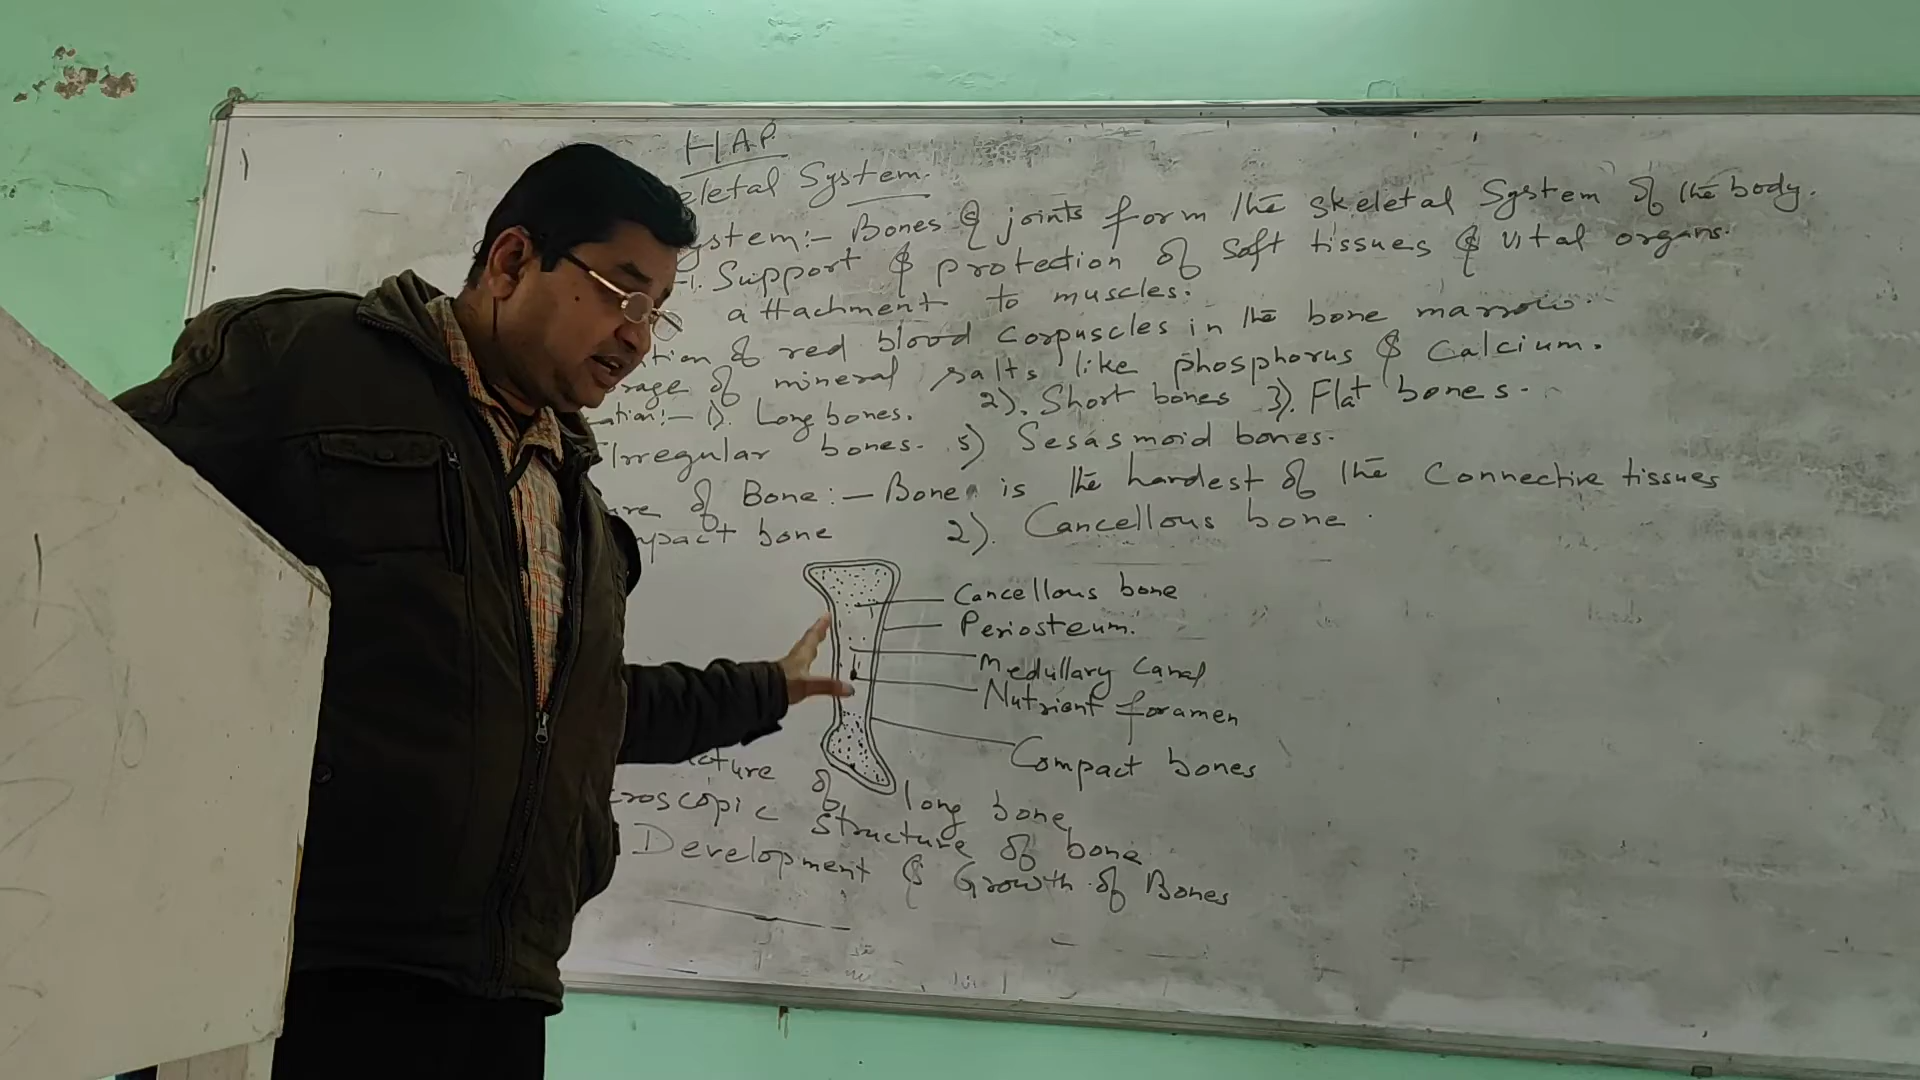 HAP
eletal System.
ystem:- Bones & joints form the skeletal System of the body.
-1. Support & protection of soft tissues & vital organs.
attachment to muscles.
tion of red blood corpuscles in the bone marrow.
rage of mineral salts like phosphorus & Calcium.
ation:- 1). Long bones. 2). Short bones 3). Flat bones.
Irregular bones. 5) Sesasmoid bones.
ure of Bone:- Bone is the hardest of the Connective tissues
mpact bone 2). Cancellous bone.
Cancellous bone
Periosteum.
Medullary Canal
Nutrient foramen
Compact bones
cture of long bone
croscopic structure of bone
Development & Growth of Bones